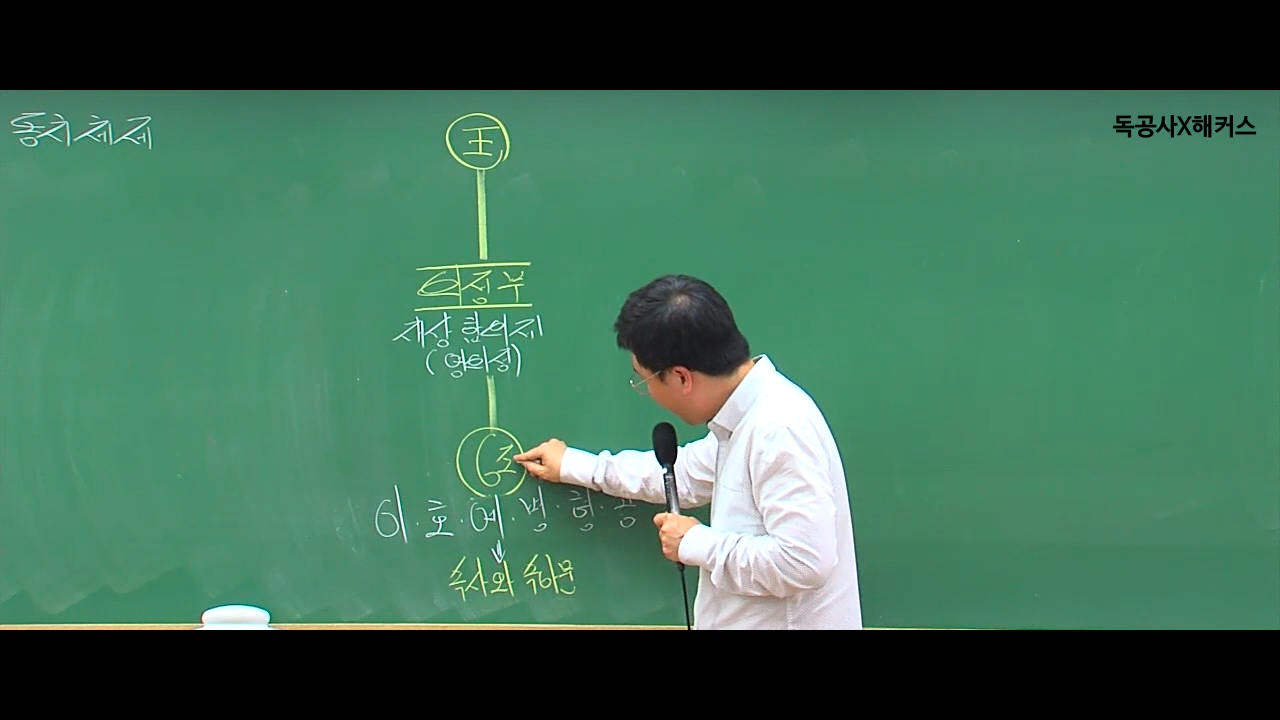 통치체제
독공사X해커스
王
의정부
재상합의제
(영의정)
6조
이·호·예·병·형·공
속사와 속아문